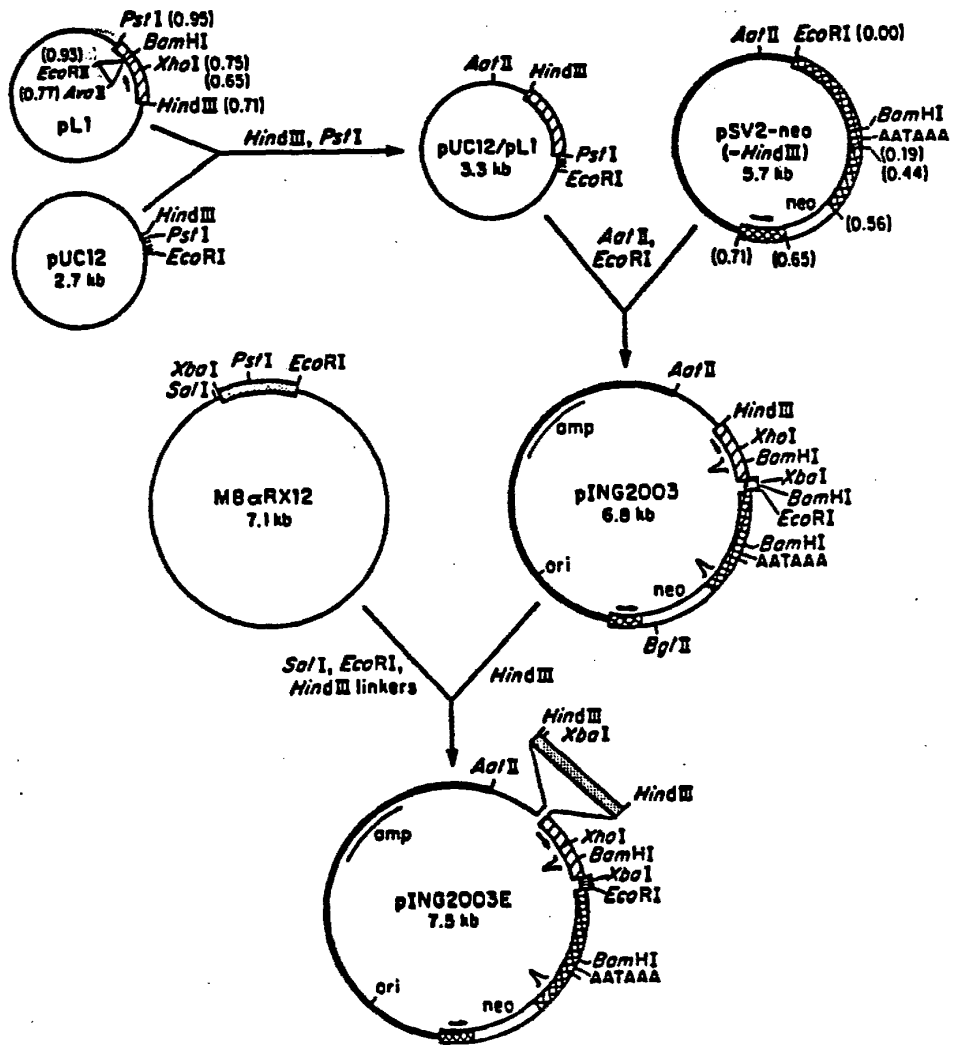 PstI (0.95)
BamHI
XhoI (0.75)
(0.65)
HindIII (0.71)
(0.93)
EcoRII
(0.77) AvaII
pL1
HindIII, PstI
HindIII
PstI
EcoRI
pUC12
2.7 kb
AatII
HindIII
pUC12/pL1
3.3 kb
PstI
EcoRI
AatII
EcoRI (0.00)
pSV2-neo
(-HindIII)
5.7 kb
BamHI
AATAAA
(0.19)
(0.44)
neo
(0.56)
(0.71)
(0.65)
AatII,
EcoRI
XbaI
SalI
PstI
EcoRI
M8αRX12
7.1 kb
AatII
HindIII
XhoI
BamHI
XbaI
BamHI
EcoRI
BamHI
AATAAA
amp
pING2003
6.8 kb
ori
neo
BglII
SalI, EcoRI,
HindIII linkers
HindIII
HindIII
XbaI
HindIII
AatII
XhoI
BamHI
XbaI
EcoRI
amp
pING2003E
7.5 kb
BamHI
AATAAA
ori
neo